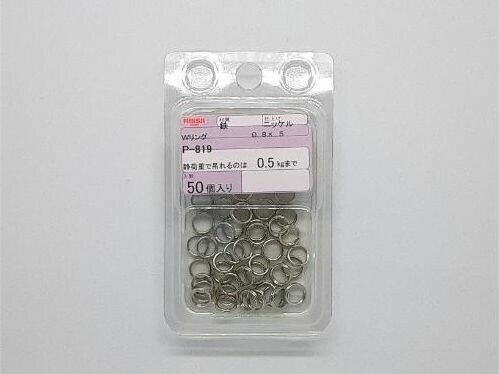 材質 鉄 仕上げ ニッケル
Wリング 0.8× 5
P-819
静荷重で吊れるのは 0.5kgまで
入数
50個入り